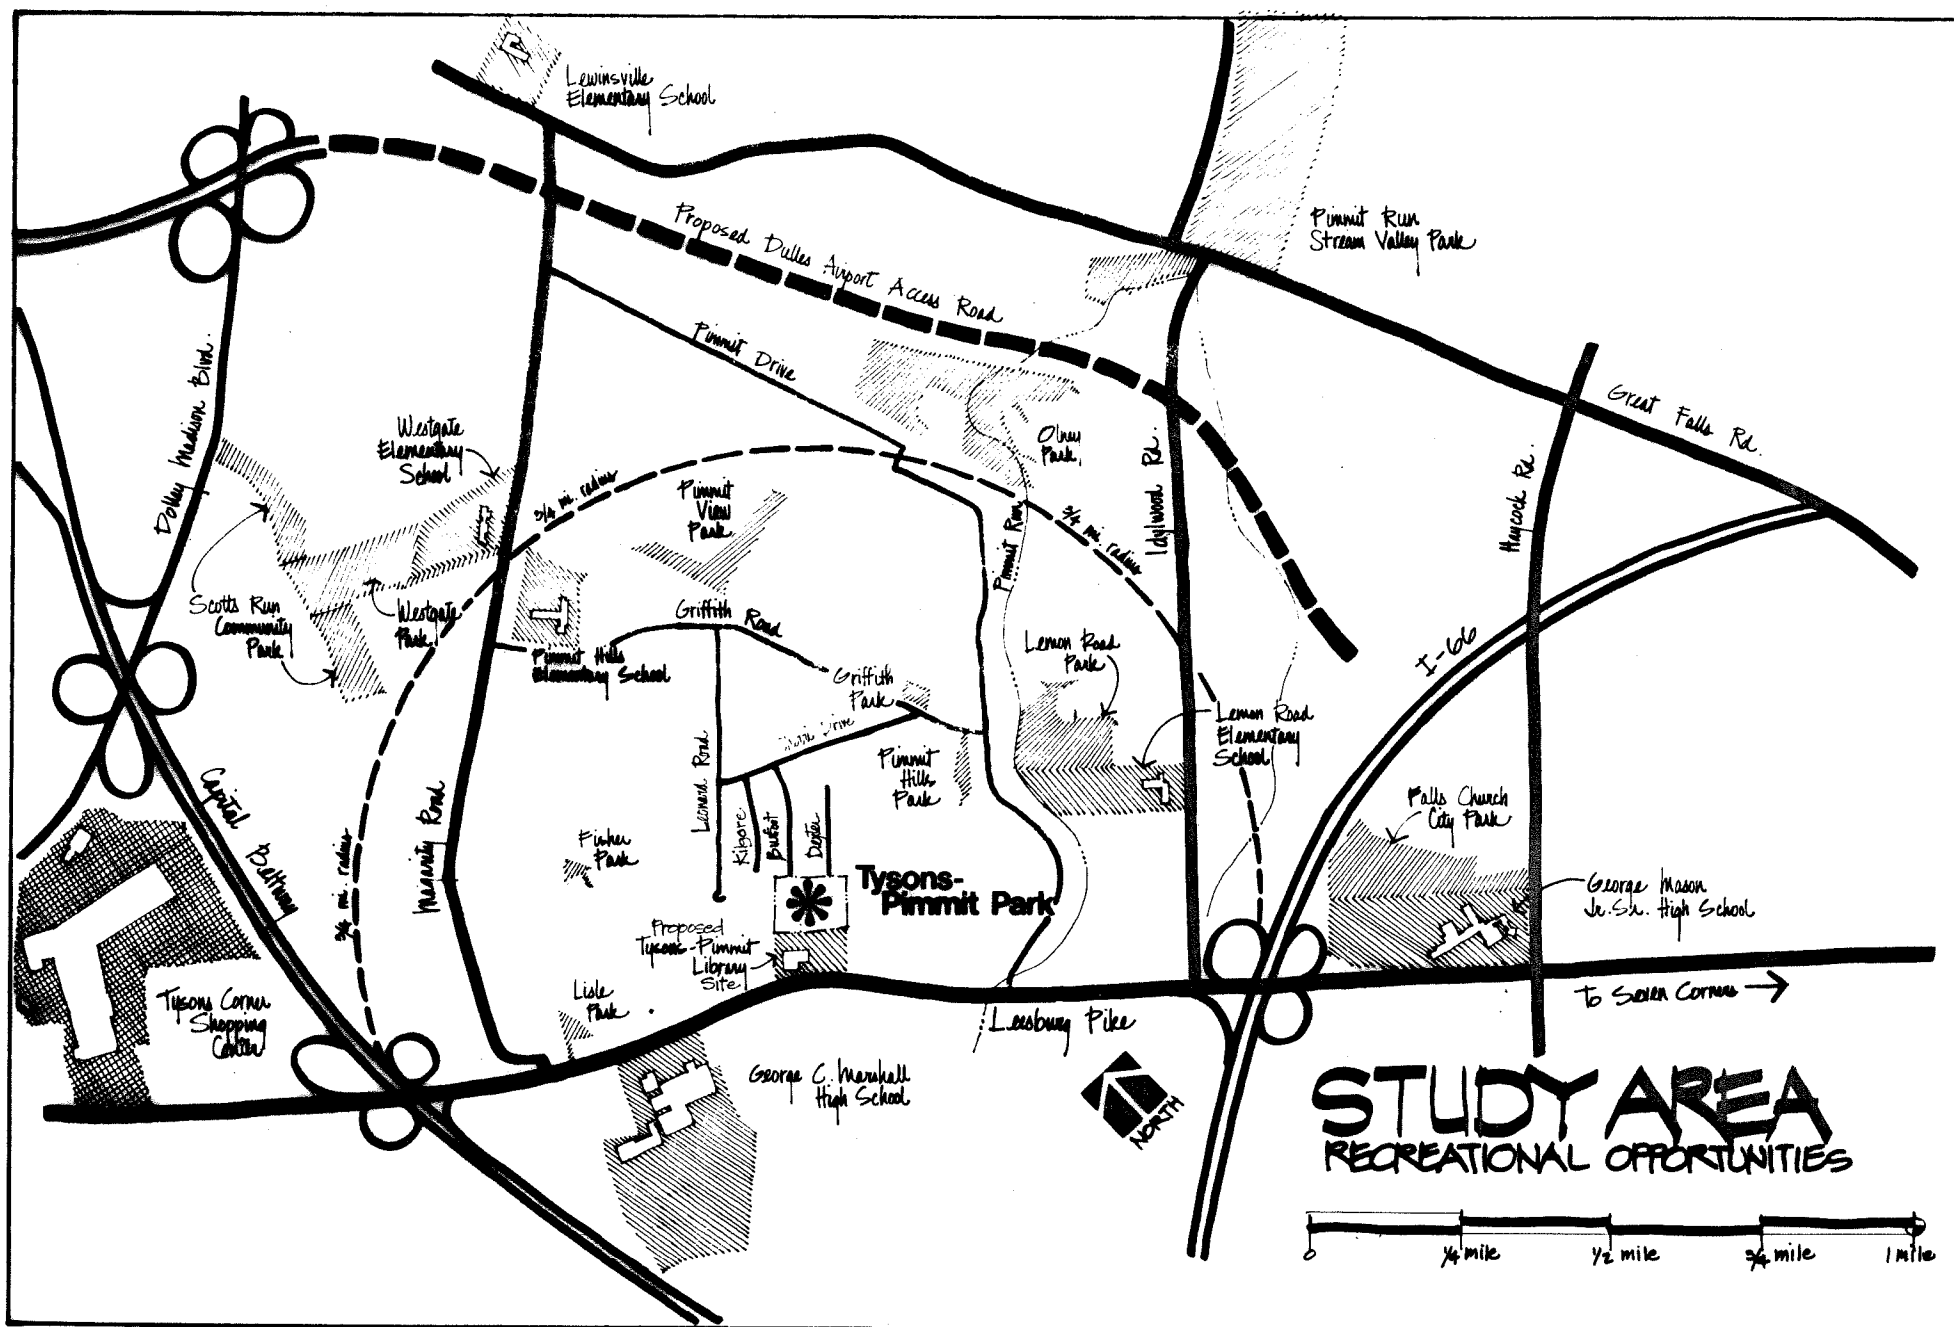 Lewinsville
Elementary School
Pimmit Run
Stream Valley Park
Proposed Dulles Airport Access Road
Pimmit Drive
Dolley Madison Blvd.
Westgate
Elementary
School
3/4 mi. radius
Pimmit
View
Park
Olney
Park
Idylwood Rd.
Great Falls Rd.
Haycock Rd.
Pimmit Run
3/4 mi. radius
Scotts Run
Community
Park
Westgate
Park
Griffith Road
Pimmit Hills
Elementary School
Lemon Road
Park
I-66
Griffith
Park
Lemon Road
Elementary
School
Drive
Leonard Road
Pimmit
Hills
Park
Capital Beltway
Magarity Road
3/4 mi. radius
Fisher
Park
Kilgore
Dexter
Falls Church
City Park
Tysons-
Pimmit Park
George Mason
Jr. Sr. High School
Proposed
Tysons-Pimmit
Library
Site
Tysons Corner
Shopping
Center
Lisle
Park
Leesburg Pike
To Seven Corners
George C. Marshall
High School
NORTH
STUDY AREA
RECREATIONAL OPPORTUNITIES
0 1/4 mile 1/2 mile 3/4 mile 1 mile